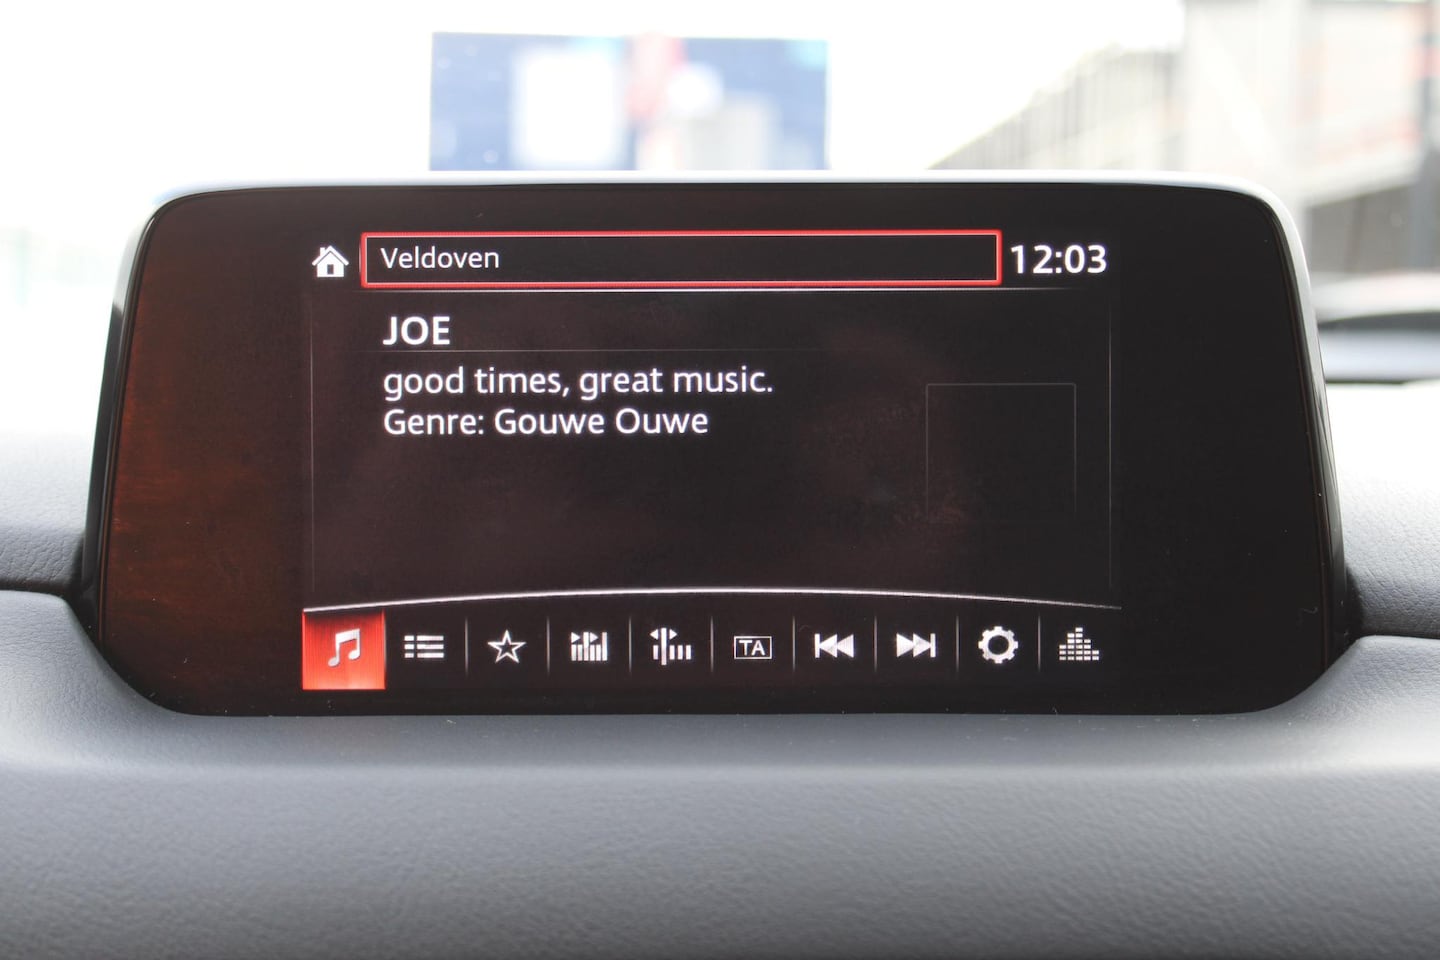 Veldoven
12:03
JOE
good times, great music.
Genre: Gouwe Ouwe
TA